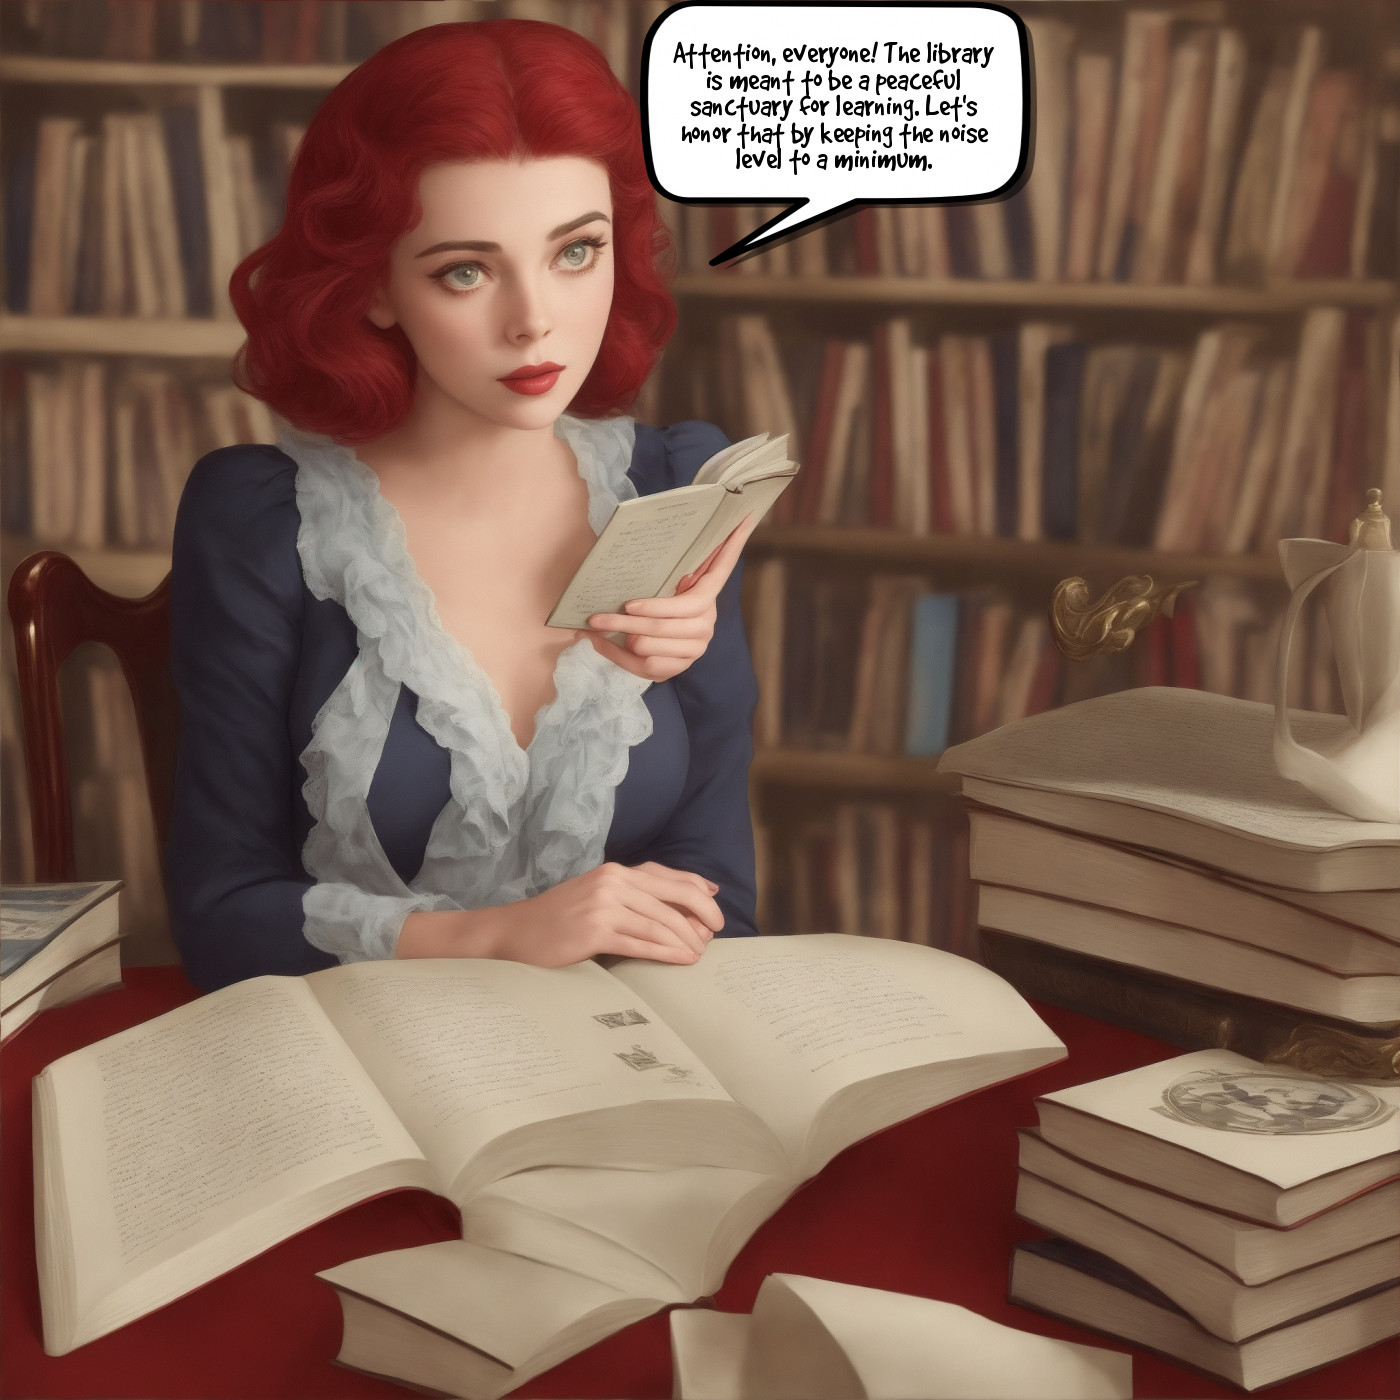 Attention, everyone! The library
is meant to be a peaceful
sanctuary for learning. Let's
honor that by keeping the noise
level to a minimum.